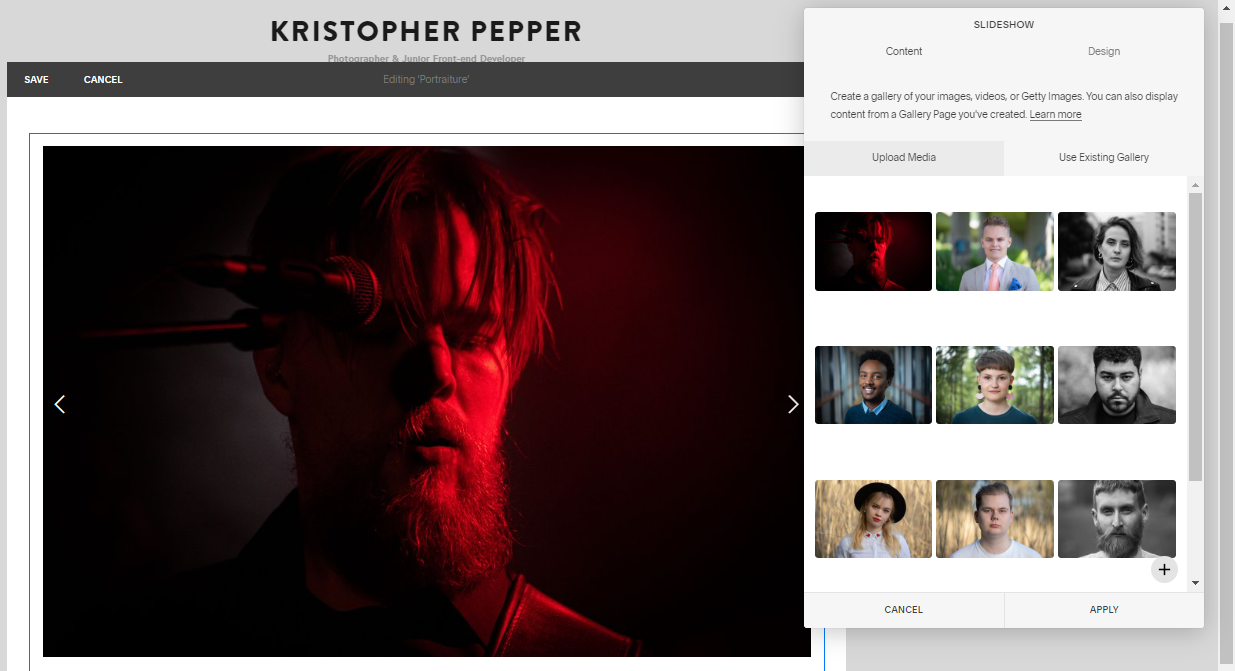 KRISTOPHER PEPPER
Photographer & Junior Front-end Developer
SAVE
CANCEL
Editing 'Portraiture'
SLIDESHOW
Content
Design
Create a gallery of your images, videos, or Getty Images. You can also display
content from a Gallery Page you've created. Learn more
Upload Media
Use Existing Gallery
CANCEL
APPLY